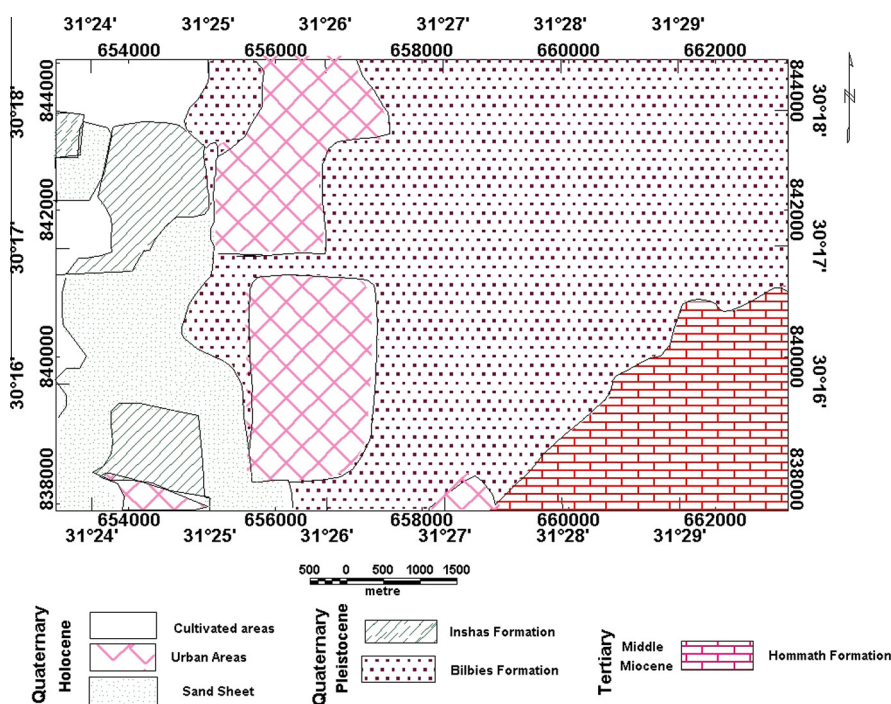 31°24' 31°25' 31°26' 31°27' 31°28' 31°29'
654000 656000 658000 660000 662000
844000 844000
30°18' 30°18'
N
842000 842000
30°17' 30°17'
840000 840000
30°16' 30°16'
838000 838000
654000 656000 658000 660000 662000
31°24' 31°25' 31°26' 31°27' 31°28' 31°29'
500 0 500 1000 1500
metre
Quaternary
Holocene
Cultivated areas
Urban Areas
Sand Sheet
Quaternary
Pleistocene
Inshas Formation
Bilbies Formation
Tertiary
Middle
Miocene
Hommath Formation